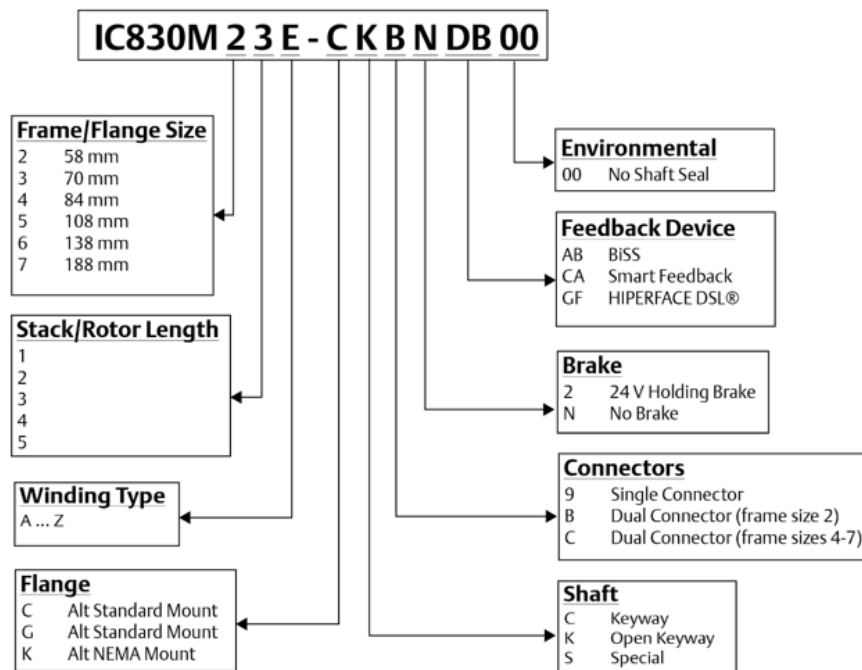 IC830M 2 3 E - C K B N DB 00
Frame/Flange Size
2 58 mm
3 70 mm
4 84 mm
5 108 mm
6 138 mm
7 188 mm
Stack/Rotor Length
1
2
3
4
5
Winding Type
A ... Z
Flange
C Alt Standard Mount
G Alt Standard Mount
K Alt NEMA Mount
Environmental
00 No Shaft Seal
Feedback Device
AB BiSS
CA Smart Feedback
GF HIPERFACE DSL®
Brake
2 24 V Holding Brake
N No Brake
Connectors
9 Single Connector
B Dual Connector (frame size 2)
C Dual Connector (frame sizes 4-7)
Shaft
C Keyway
K Open Keyway
S Special